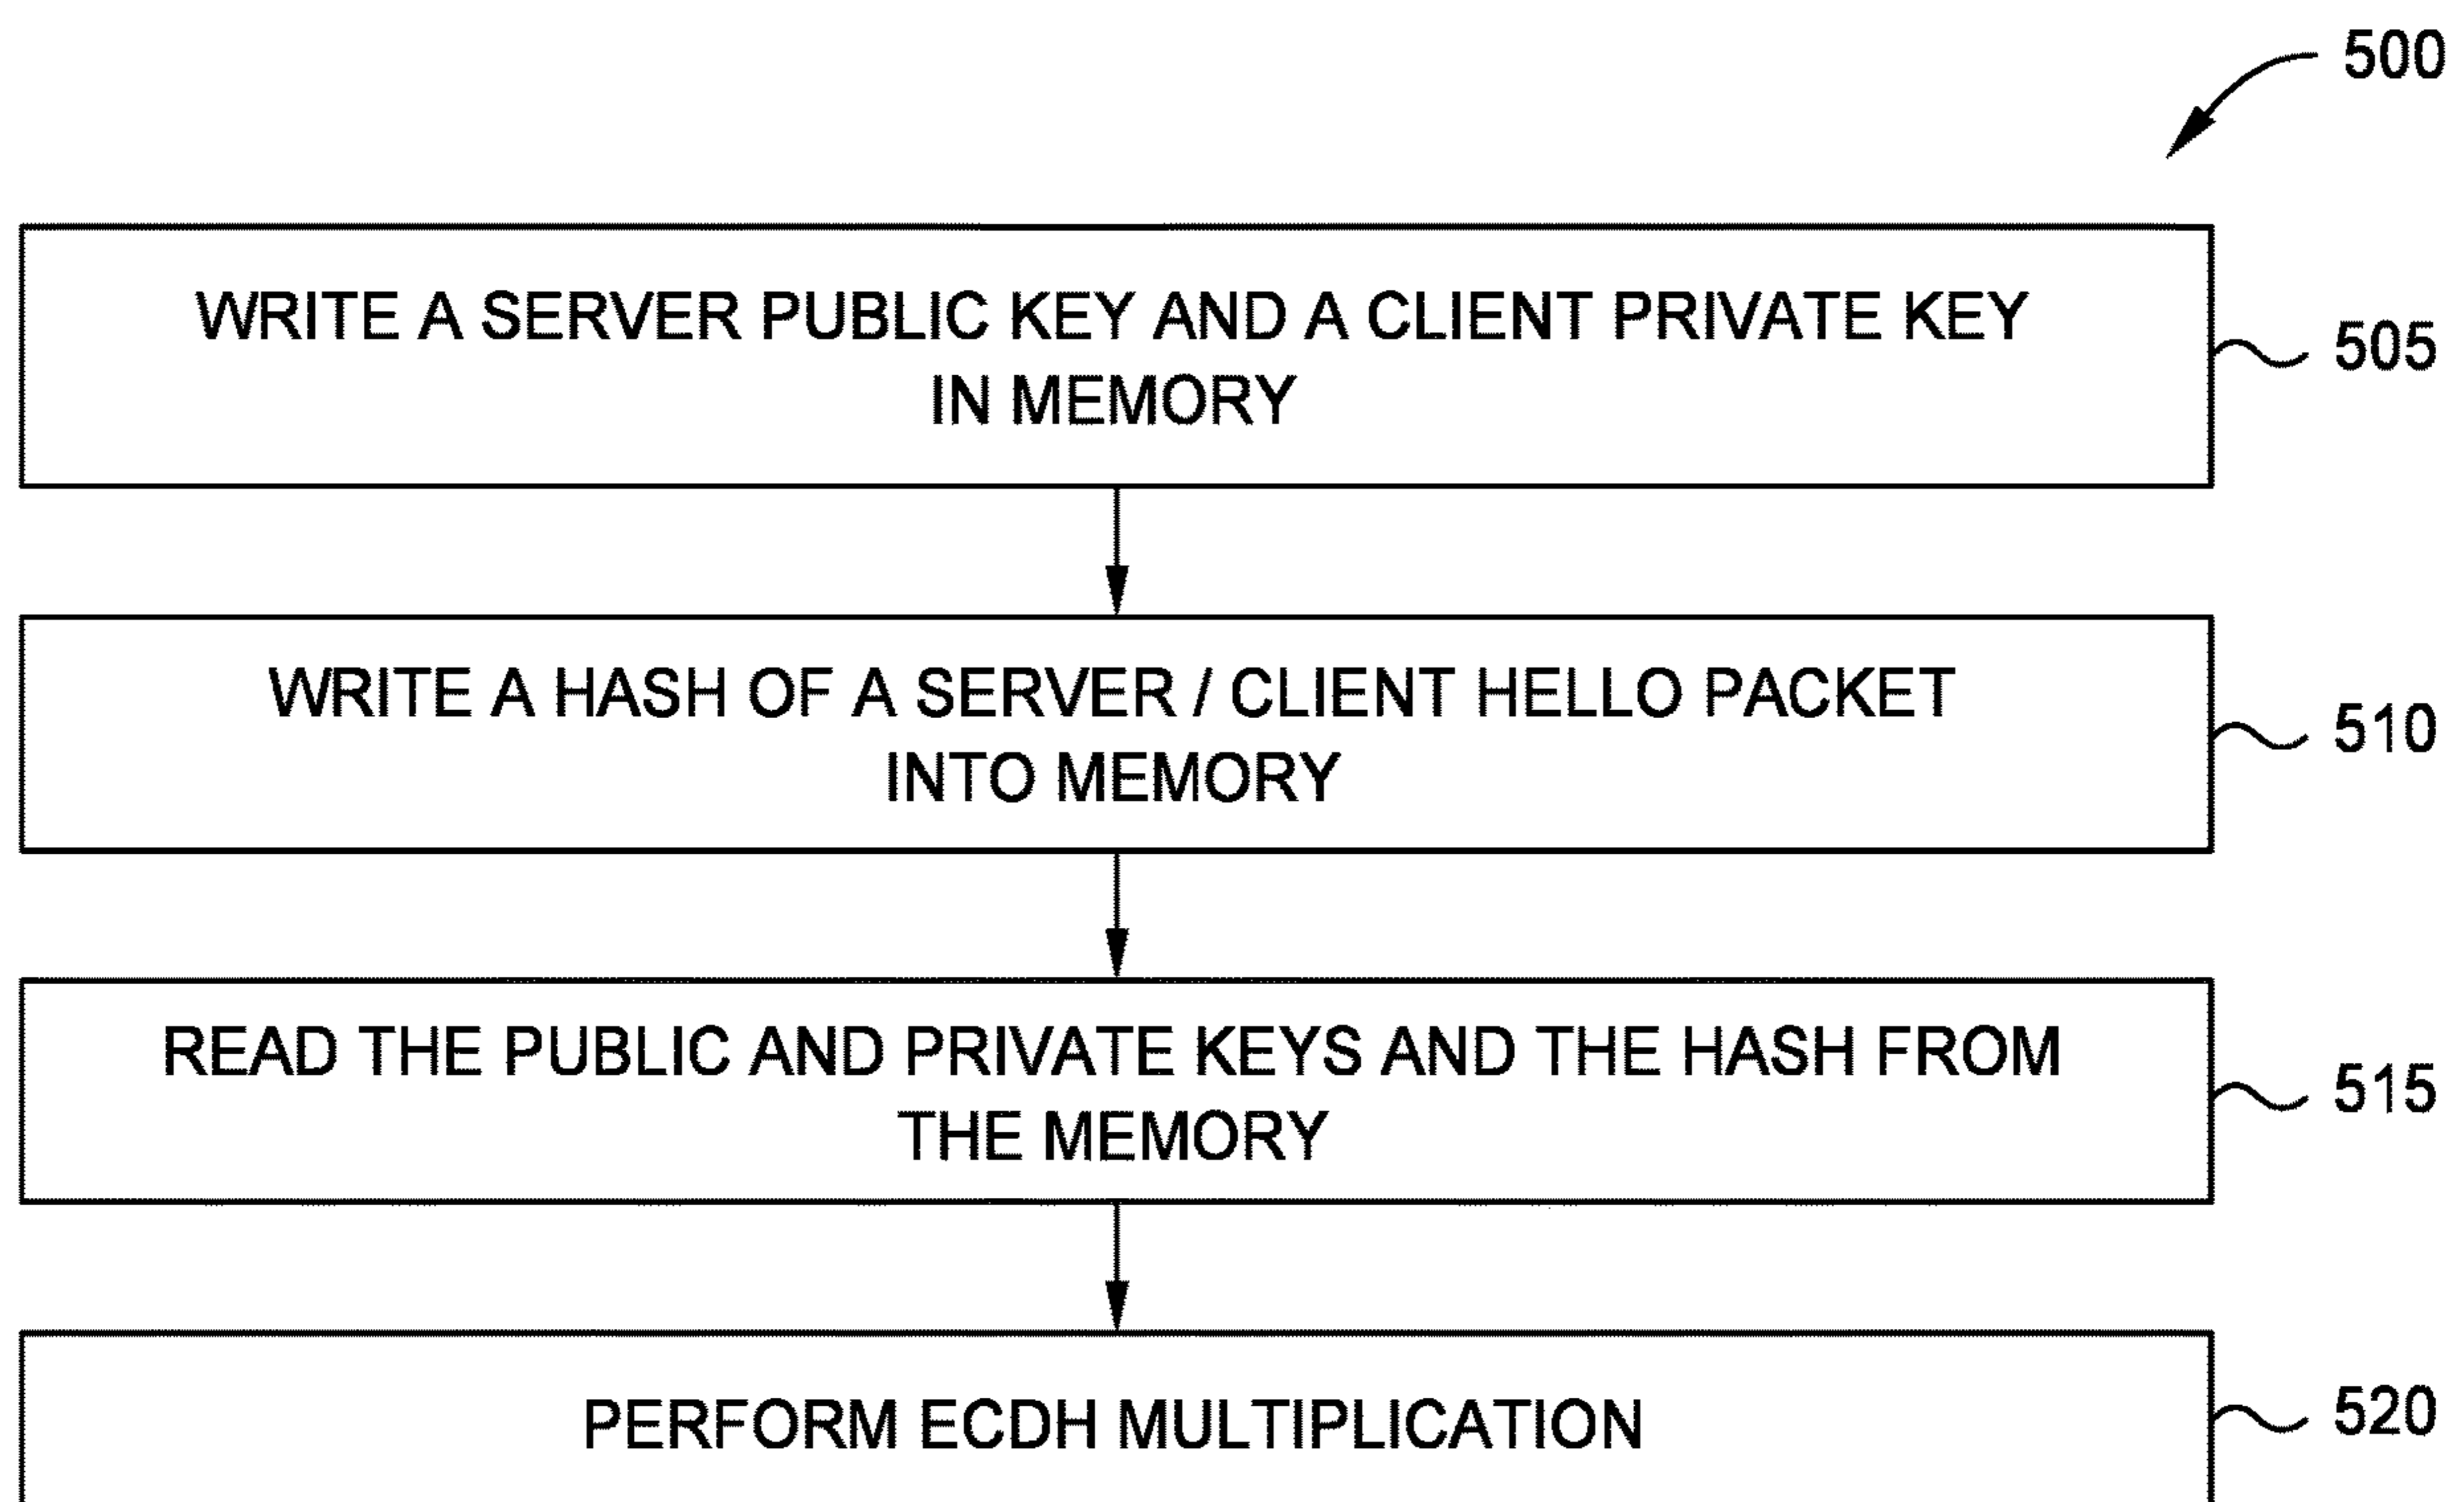 500
WRITE A SERVER PUBLIC KEY AND A CLIENT PRIVATE KEY
IN MEMORY
505
WRITE A HASH OF A SERVER / CLIENT HELLO PACKET
INTO MEMORY
510
READ THE PUBLIC AND PRIVATE KEYS AND THE HASH FROM
THE MEMORY
515
PERFORM ECDH MULTIPLICATION
520